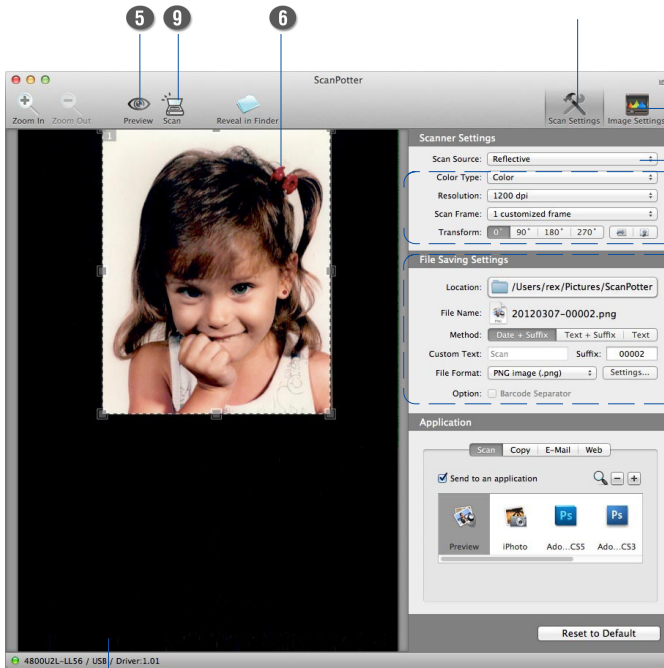 5 9 6
ScanPotter
Zoom In Zoom Out Preview Scan Reveal in Finder Scan Settings Image Settings
1
Scanner Settings
Scan Source: Reflective
Color Type: Color
Resolution: 1200 dpi
Scan Frame: 1 customized frame
Transform: 0° 90° 180° 270°
File Saving Settings
Location: /Users/rex/Pictures/ScanPotter
File Name: 20120307-00002.png
Method: Date + Suffix Text + Suffix Text
Custom Text: Scan Suffix: 00002
File Format: PNG image (.png) Settings...
Option: Barcode Separator
Application
Scan Copy E-Mail Web
Send to an application
Ps Ps
Preview iPhoto Ado...CS5 Ado...CS3
Reset to Default
4800U2L-LL56 / USB / Driver:1.01